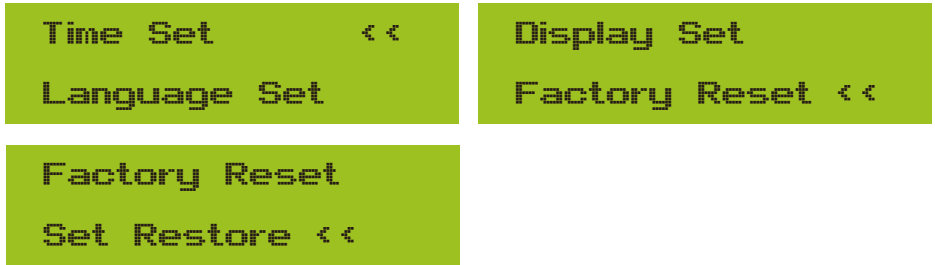 Time Set <<
Language Set
Display Set
Factory Reset <<
Factory Reset
Set Restore <<